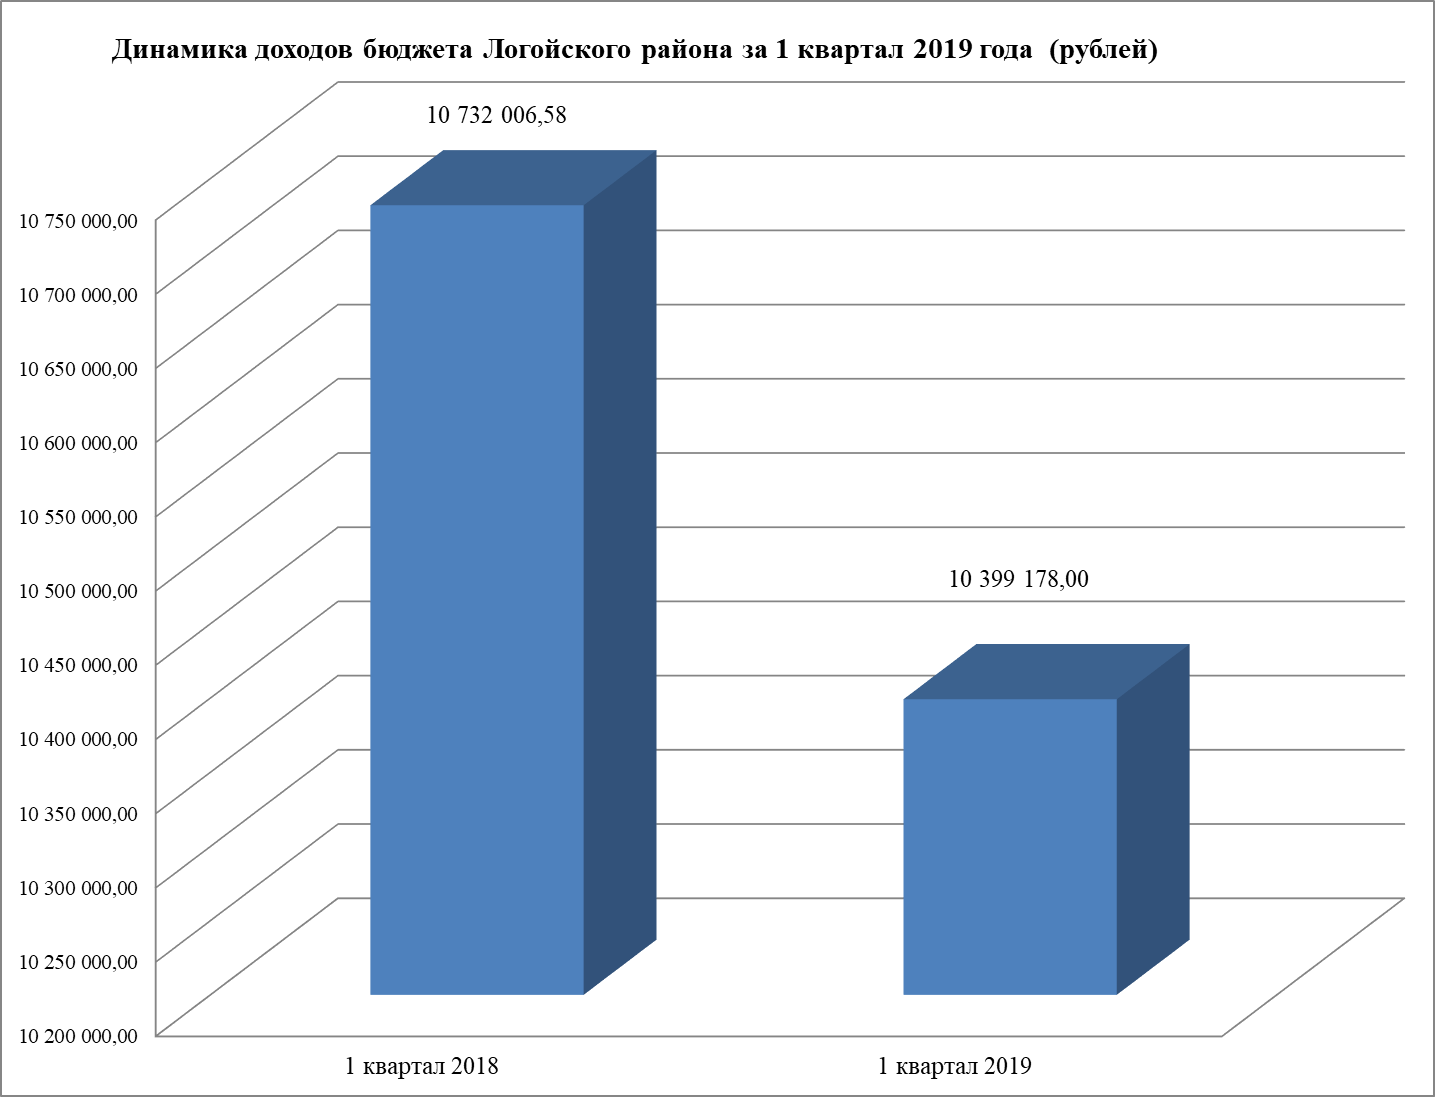 Динамика доходов бюджета Логойского района за 1 квартал 2019 года (рублей)
10 732 006,58
10 750 000,00
10 700 000,00
10 650 000,00
10 600 000,00
10 550 000,00
10 500 000,00
10 399 178,00
10 450 000,00
10 400 000,00
10 350 000,00
10 300 000,00
10 250 000,00
10 200 000,00
1 квартал 2018
1 квартал 2019